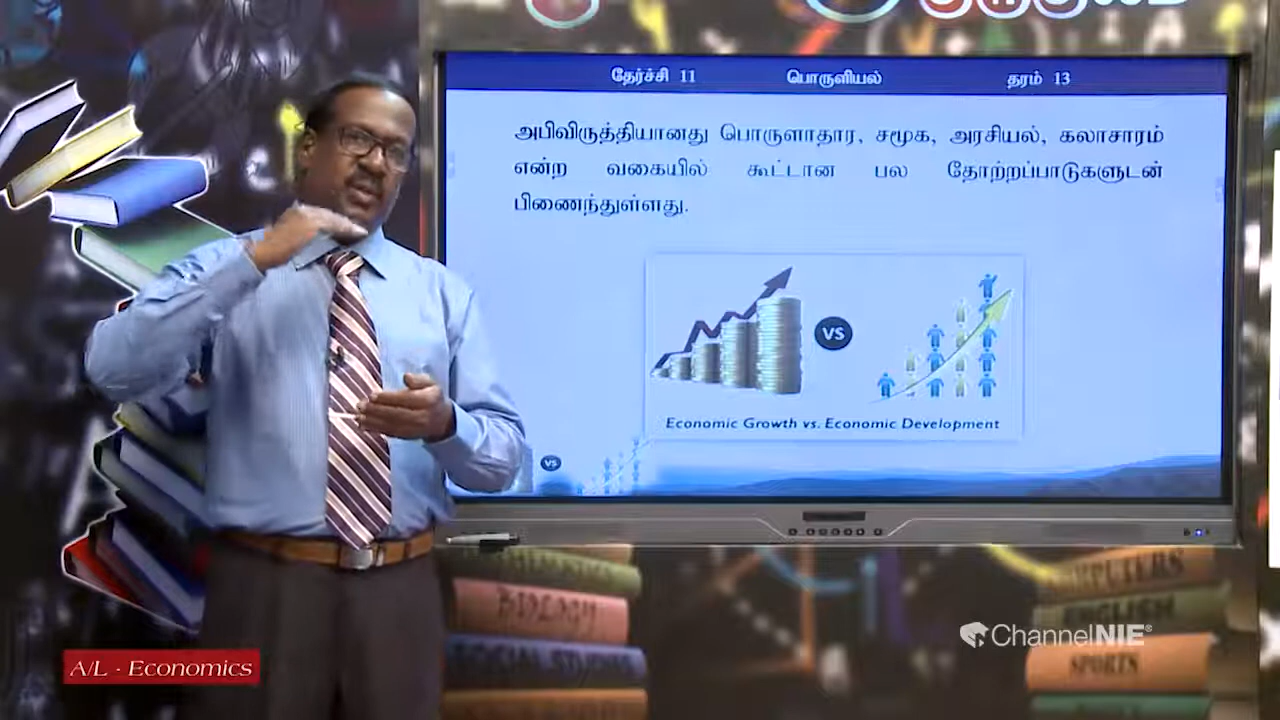 தேர்ச்சி 11 பொருளியல் தரம் 13
அபிவிருத்தியானது பொருளாதார, சமூக, அரசியல், கலாசாரம்
என்ற வகையில் கூட்டான பல தோற்றப்பாடுகளுடன்
பிணைந்துள்ளது.
VS
Economic Growth vs. Economic Development
VS
BIOLOGY
SOCIAL STUDIES
COMPUTERS
ENGLISH
SPORTS
ChannelNIE®
A/L - Economics